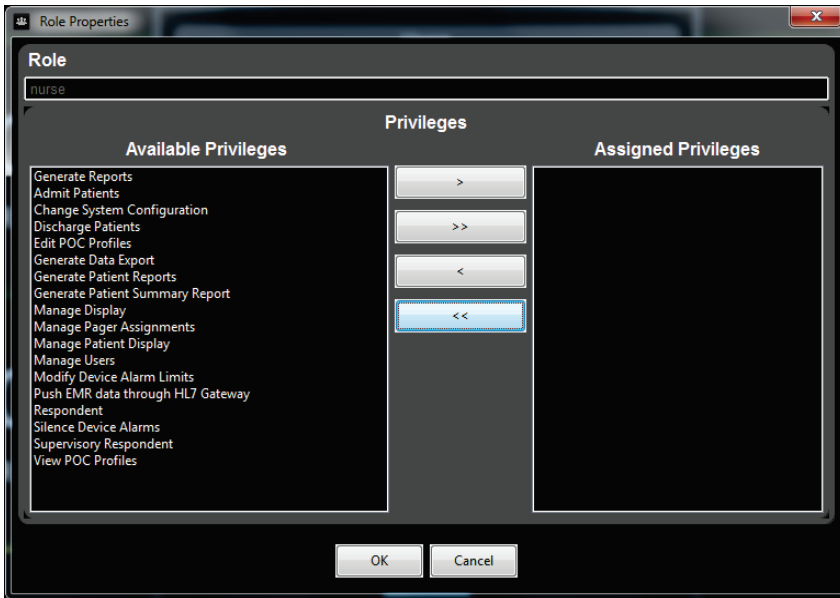 Role Properties
x
Role
nurse
Privileges
Available Privileges
Assigned Privileges
Generate Reports
Admit Patients
Change System Configuration
Discharge Patients
Edit POC Profiles
Generate Data Export
Generate Patient Reports
Generate Patient Summary Report
Manage Display
Manage Pager Assignments
Manage Patient Display
Manage Users
Modify Device Alarm Limits
Push EMR data through HL7 Gateway
Respondent
Silence Device Alarms
Supervisory Respondent
View POC Profiles
>
>>
<
<<
OK
Cancel